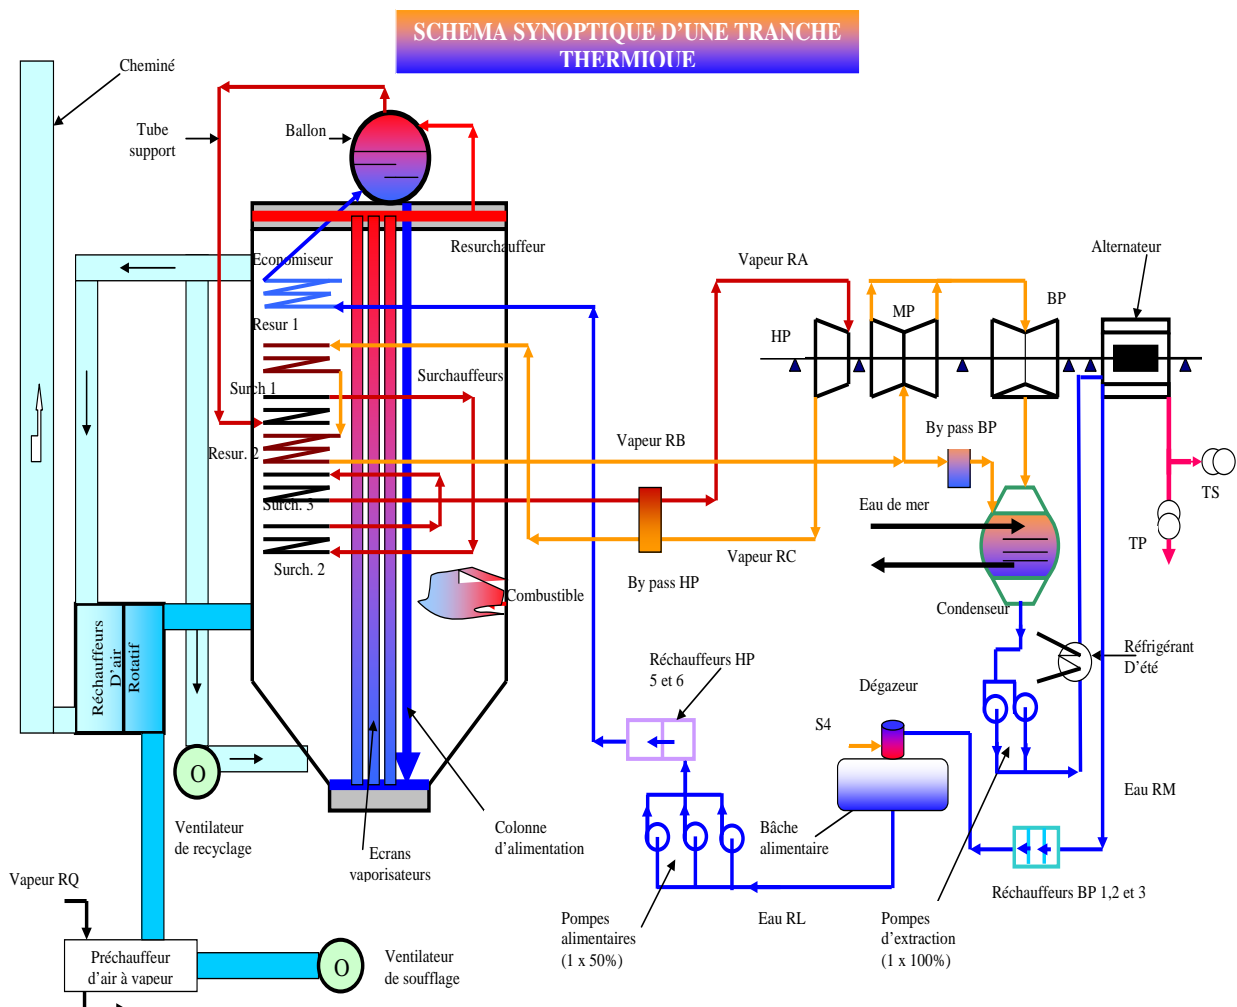 SCHEMA SYNOPTIQUE D'UNE TRANCHE
THERMIQUE
Cheminé
Tube
support
Ballon
Resurchauffeur
Economiseur
Resur 1
Surch 1
Surchauffeurs
Resur. 2
Surch. 3
Surch. 2
Combustible
Vapeur RA
Vapeur RB
Vapeur RC
By pass HP
HP
MP
BP
Alternateur
By pass BP
Eau de mer
TS
TP
Condenseur
Réfrigérant
D'été
Réchauffeurs HP
5 et 6
Dégazeur
S4
Eau RM
Bâche
alimentaire
Réchauffeurs BP 1,2 et 3
Pompes
alimentaires
(1 x 50%)
Eau RL
Pompes
d’extraction
(1 x 100%)
Réchauffeurs
D'air
Rotatif
O
Ventilateur
de recyclage
Ecrans
vaporisateurs
Colonne
d’alimentation
Vapeur RQ
Préchauffeur
d’air à vapeur
O
Ventilateur
de soufflage